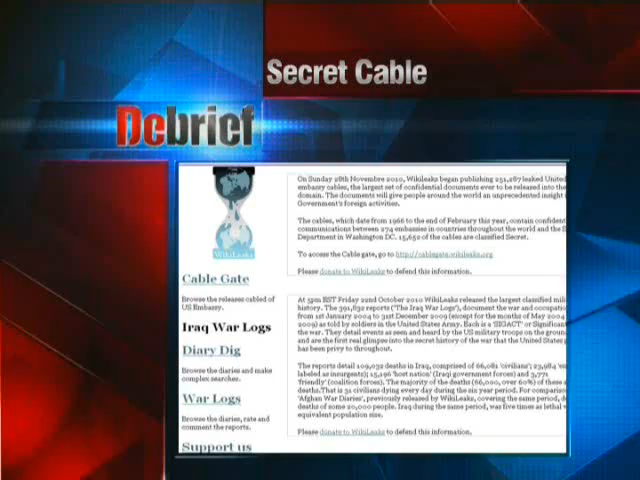 Secret Cable
Debrief
WikiLeaks
Cable Gate
Browse the releases cabled of
US Embassy.
Iraq War Logs
Diary Dig
Browse the diaries and make
complex searches.
War Logs
Browse the diaries, rate and
comment the reports.
Support us
On Sunday 28th Novembre 2010, Wikileaks began publishing 251,287 leaked United
embassy cables, the largest set of confidential documents ever to be released into the
domain. The documents will give people around the world an unprecedented insight
Government's foreign activities.
The cables, which date from 1966 to the end of February this year, contain confident
communications between 274 embassies in countries throughout the world and the S
Department in Washington DC. 15,652 of the cables are classified Secret.
To access the Cable gate, go to http://cablegate.wikileaks.org
Please donate to WikiLeaks to defend this information.
At 5pm EST Friday 22nd October 2010 WikiLeaks released the largest classified mili
history. The 391,832 reports ('The Iraq War Logs'), document the war and occupatio
from 1st January 2004 to 31st December 2009 (except for the months of May 2004
2009) as told by soldiers in the United States Army. Each is a 'SIGACT' or Significan
the war. They detail events as seen and heard by the US military troops on the groun
and are the first real glimpse into the secret history of the war that the United States g
has been privy to throughout.
The reports detail 109,032 deaths in Iraq, comprised of 66,081 'civilians'; 23,984 'en
labeled as insurgents); 15,196 'host nation' (Iraqi government forces) and 3,771
'friendly' (coalition forces). The majority of the deaths (66,000, over 60%) of these a
deaths.That is 31 civilians dying every day during the six year period. For comparison
'Afghan War Diaries', previously released by WikiLeaks, covering the same period, de
deaths of some 20,000 people. Iraq during the same period, was five times as lethal w
equivalent population size.
Please donate to WikiLeaks to defend this information.